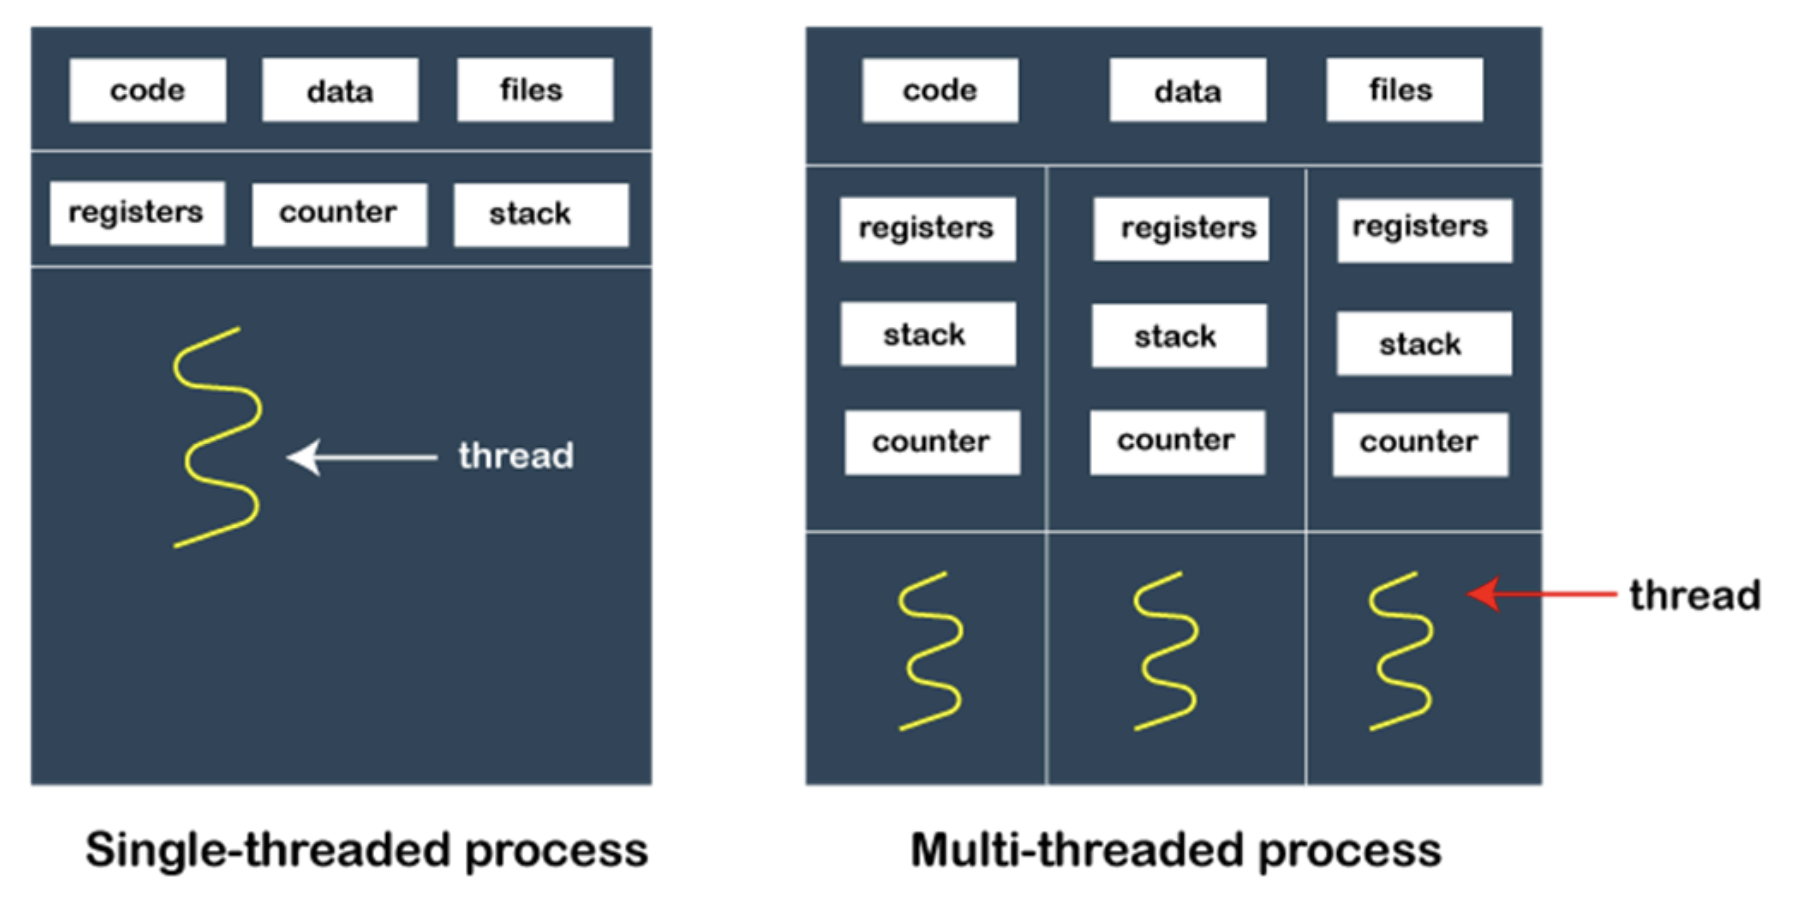 code data files
registers counter stack
thread
Single-threaded process
code data files
registers registers registers
stack stack stack
counter counter counter
thread
Multi-threaded process